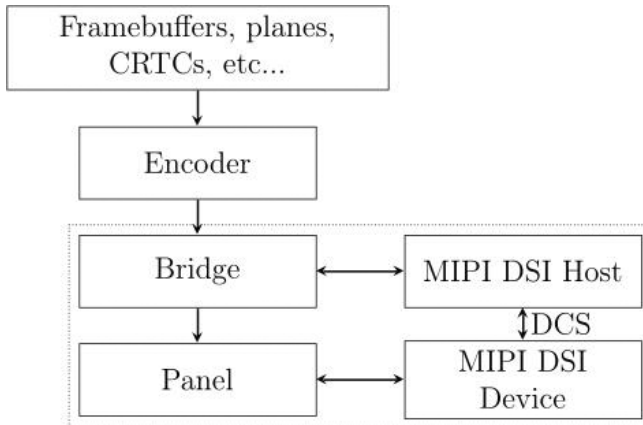 Framebuffers, planes,
CRTCs, etc...
Encoder
Bridge
MIPI DSI Host
DCS
Panel
MIPI DSI
Device